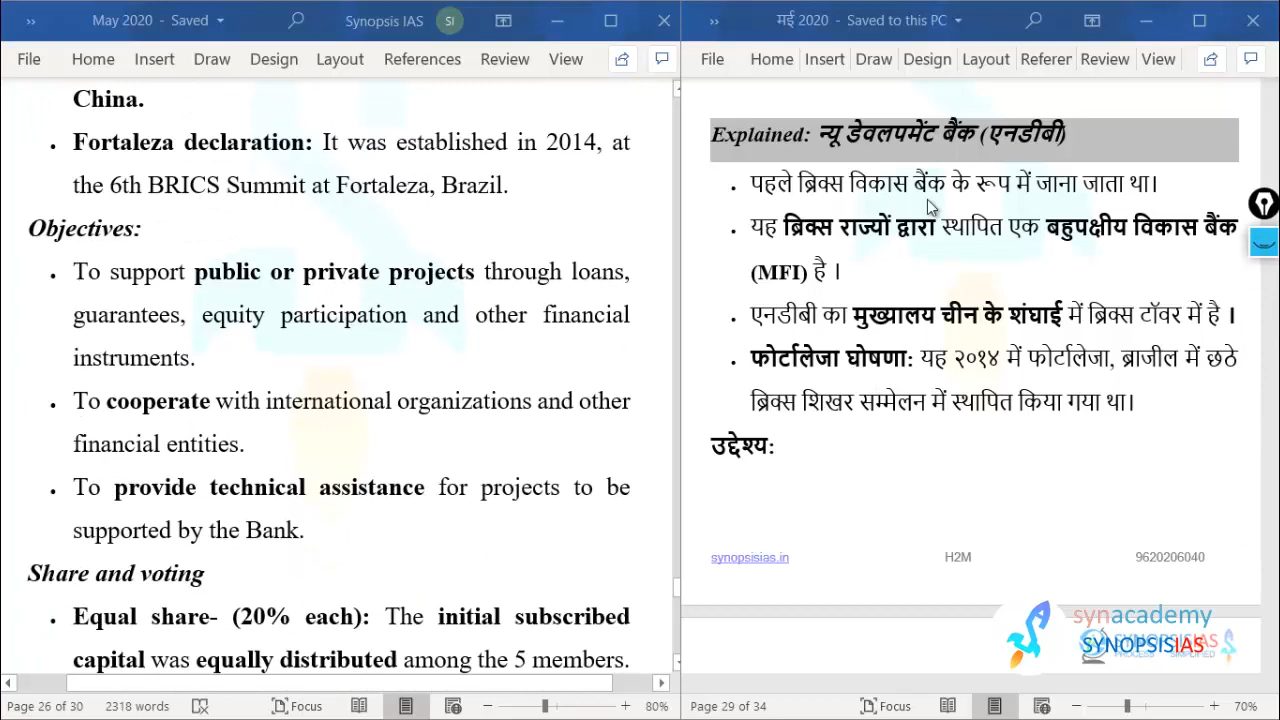 May 2020 - Saved
Synopsis IAS
SI
File Home Insert Draw Design Layout References Review View
China.
• Fortaleza declaration: It was established in 2014, at
the 6th BRICS Summit at Fortaleza, Brazil.
Objectives:
• To support public or private projects through loans,
guarantees, equity participation and other financial
instruments.
• To cooperate with international organizations and other
financial entities.
• To provide technical assistance for projects to be
supported by the Bank.
Share and voting
• Equal share- (20% each): The initial subscribed
capital was equally distributed among the 5 members.
Page 26 of 30 2318 words Focus 80%
मई 2020 - Saved to this PC
File Home Insert Draw Design Layout Referer Review View
Explained: न्यू डेवलपमेंट बैंक (एनडीबी)
• पहले ब्रिक्स विकास बैंक के रूप में जाना जाता था।
• यह ब्रिक्स राज्यों द्वारा स्थापित एक बहुपक्षीय विकास बैंक
(MFI) है ।
• एनडीबी का मुख्यालय चीन के शंघाई में ब्रिक्स टॉवर में है ।
• फोर्टालेजा घोषणा: यह २०१४ में फोर्टालेजा, ब्राजील में छठे
ब्रिक्स शिखर सम्मेलन में स्थापित किया गया था।
उद्देश्य:
synopsisias.in H2M 9620206040
synacademy
SYNOPSISIAS
SYNOPSISIAS
Page 29 of 34 Focus 70%